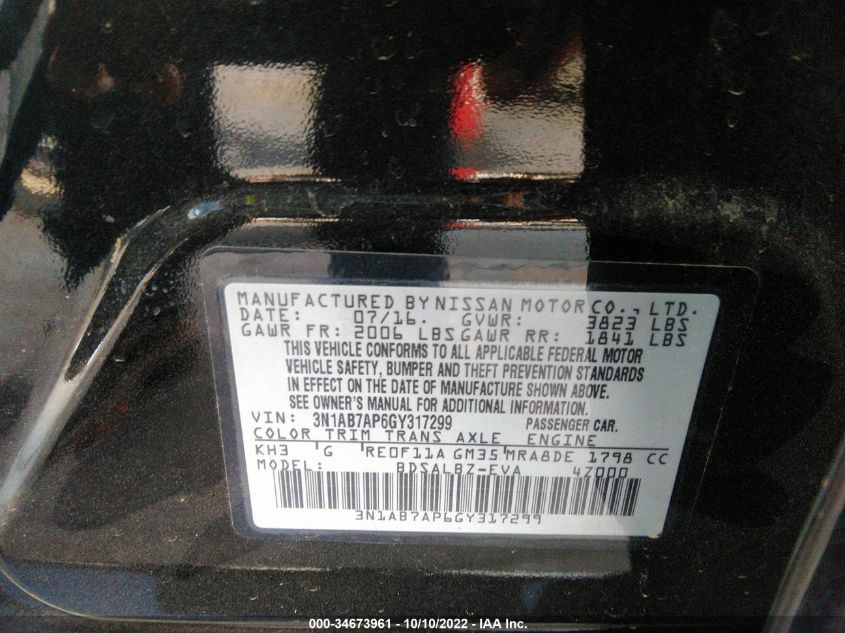 MANUFACTURED BY NISSAN MOTOR CO., LTD.
DATE: 07/16. GVWR: 3823 LBS
GAWR FR: 2006 LBS GAWR RR: 1841 LBS
THIS VEHICLE CONFORMS TO ALL APPLICABLE FEDERAL MOTOR
VEHICLE SAFETY, BUMPER AND THEFT PREVENTION STANDARDS
IN EFFECT ON THE DATE OF MANUFACTURE SHOWN ABOVE.
SEE OWNER'S MANUAL FOR ADDITIONAL INFORMATION.
VIN: 3N1AB7AP6GY317299 PASSENGER CAR.
COLOR TRIM TRANS AXLE ENGINE
KH3 G RE0F11A GM35 MRA8DE 1798 CC
MODEL: BDSALBZ-EVA 4Z000
3N1AB7AP6GY317299
000-34673961 - 10/10/2022 - IAA Inc.